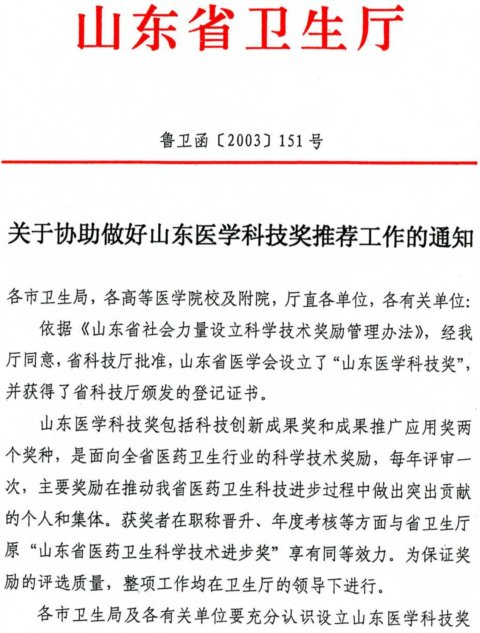 山东省卫生厅
鲁卫函〔2003〕151号
关于协助做好山东医学科技奖推荐工作的通知
各市卫生局，各高等医学院校及附院，厅直各单位，各有关单位：
依据《山东省社会力量设立科学技术奖励管理办法》，经我
厅同意，省科技厅批准，山东省医学会设立了“山东医学科技奖”，
并获得了省科技厅颁发的登记证书。
山东医学科技奖包括科技创新成果奖和成果推广应用奖两
个奖种，是面向全省医药卫生行业的科学技术奖励，每年评审一
次，主要奖励在推动我省医药卫生科技进步过程中做出突出贡献
的个人和集体。获奖者在职称晋升、年度考核等方面与省卫生厅
原“山东省医药卫生科学技术进步奖”享有同等效力。为保证奖
励的评选质量，整项工作均在卫生厅的领导下进行。
各市卫生局及各有关单位要充分认识设立山东医学科技奖